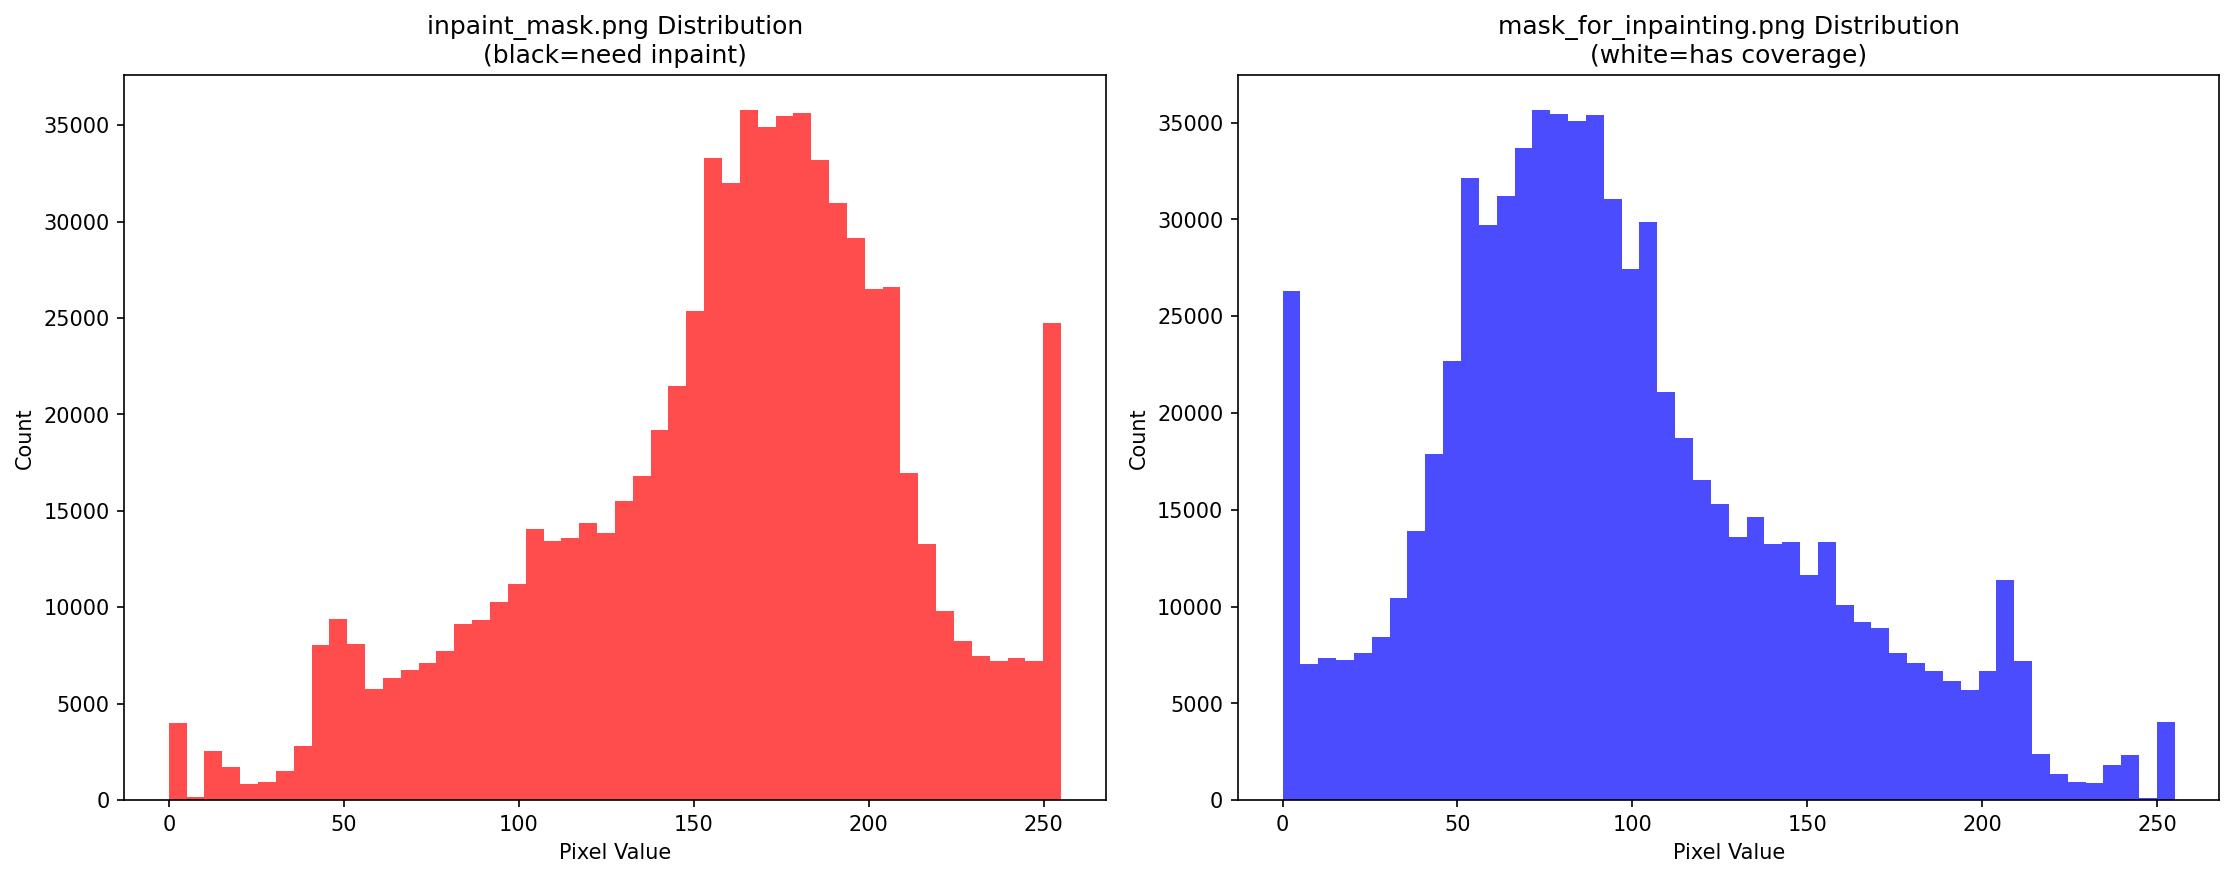 inpaint_mask.png Distribution
(black=need inpaint)
Count
35000
30000
25000
20000
15000
10000
5000
0
0 50 100 150 200 250
Pixel Value
mask_for_inpainting.png Distribution
(white=has coverage)
Count
35000
30000
25000
20000
15000
10000
5000
0
0 50 100 150 200 250
Pixel Value